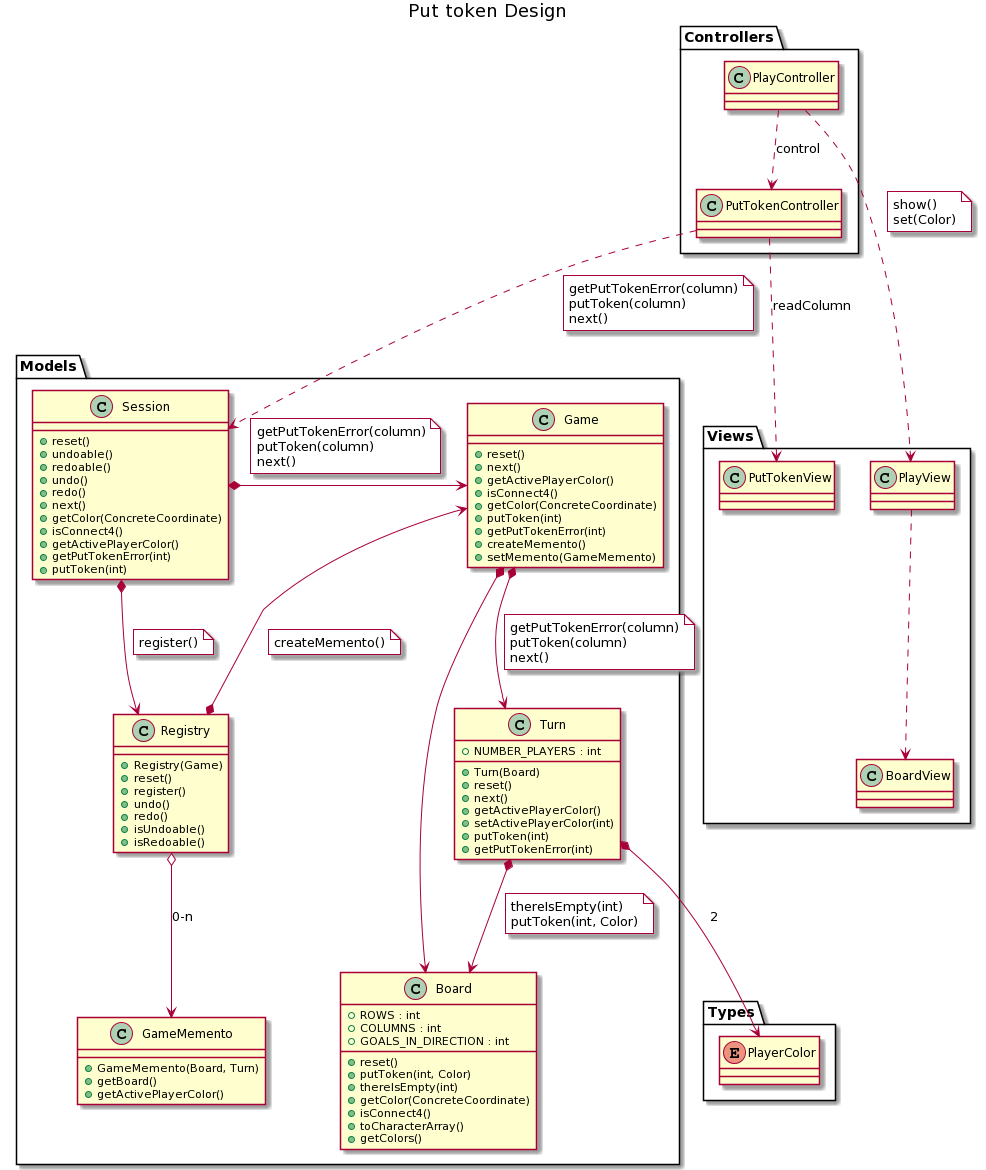 Put token Design
Controllers
C PlayController
control
C PutTokenController
show()
set(Color)
getPutTokenError(column)
putToken(column)
next()
readColumn
Models
C Session
reset()
undoable()
redoable()
undo()
redo()
next()
getColor(ConcreteCoordinate)
isConnect4()
getActivePlayerColor()
getPutTokenError(int)
putToken(int)
getPutTokenError(column)
putToken(column)
next()
C Game
reset()
next()
getActivePlayerColor()
isConnect4()
getColor(ConcreteCoordinate)
putToken(int)
getPutTokenError(int)
createMemento()
setMemento(GameMemento)
Views
C PutTokenView
C PlayView
register()
createMemento()
getPutTokenError(column)
putToken(column)
next()
C Registry
Registry(Game)
reset()
register()
undo()
redo()
isUndoable()
isRedoable()
C Turn
NUMBER_PLAYERS : int
Turn(Board)
reset()
next()
getActivePlayerColor()
setActivePlayerColor(int)
putToken(int)
getPutTokenError(int)
C BoardView
0-n
thereIsEmpty(int)
putToken(int, Color)
2
C GameMemento
GameMemento(Board, Turn)
getBoard()
getActivePlayerColor()
C Board
ROWS : int
COLUMNS : int
GOALS_IN_DIRECTION : int
reset()
putToken(int, Color)
thereIsEmpty(int)
getColor(ConcreteCoordinate)
isConnect4()
toCharacterArray()
getColors()
Types
E PlayerColor